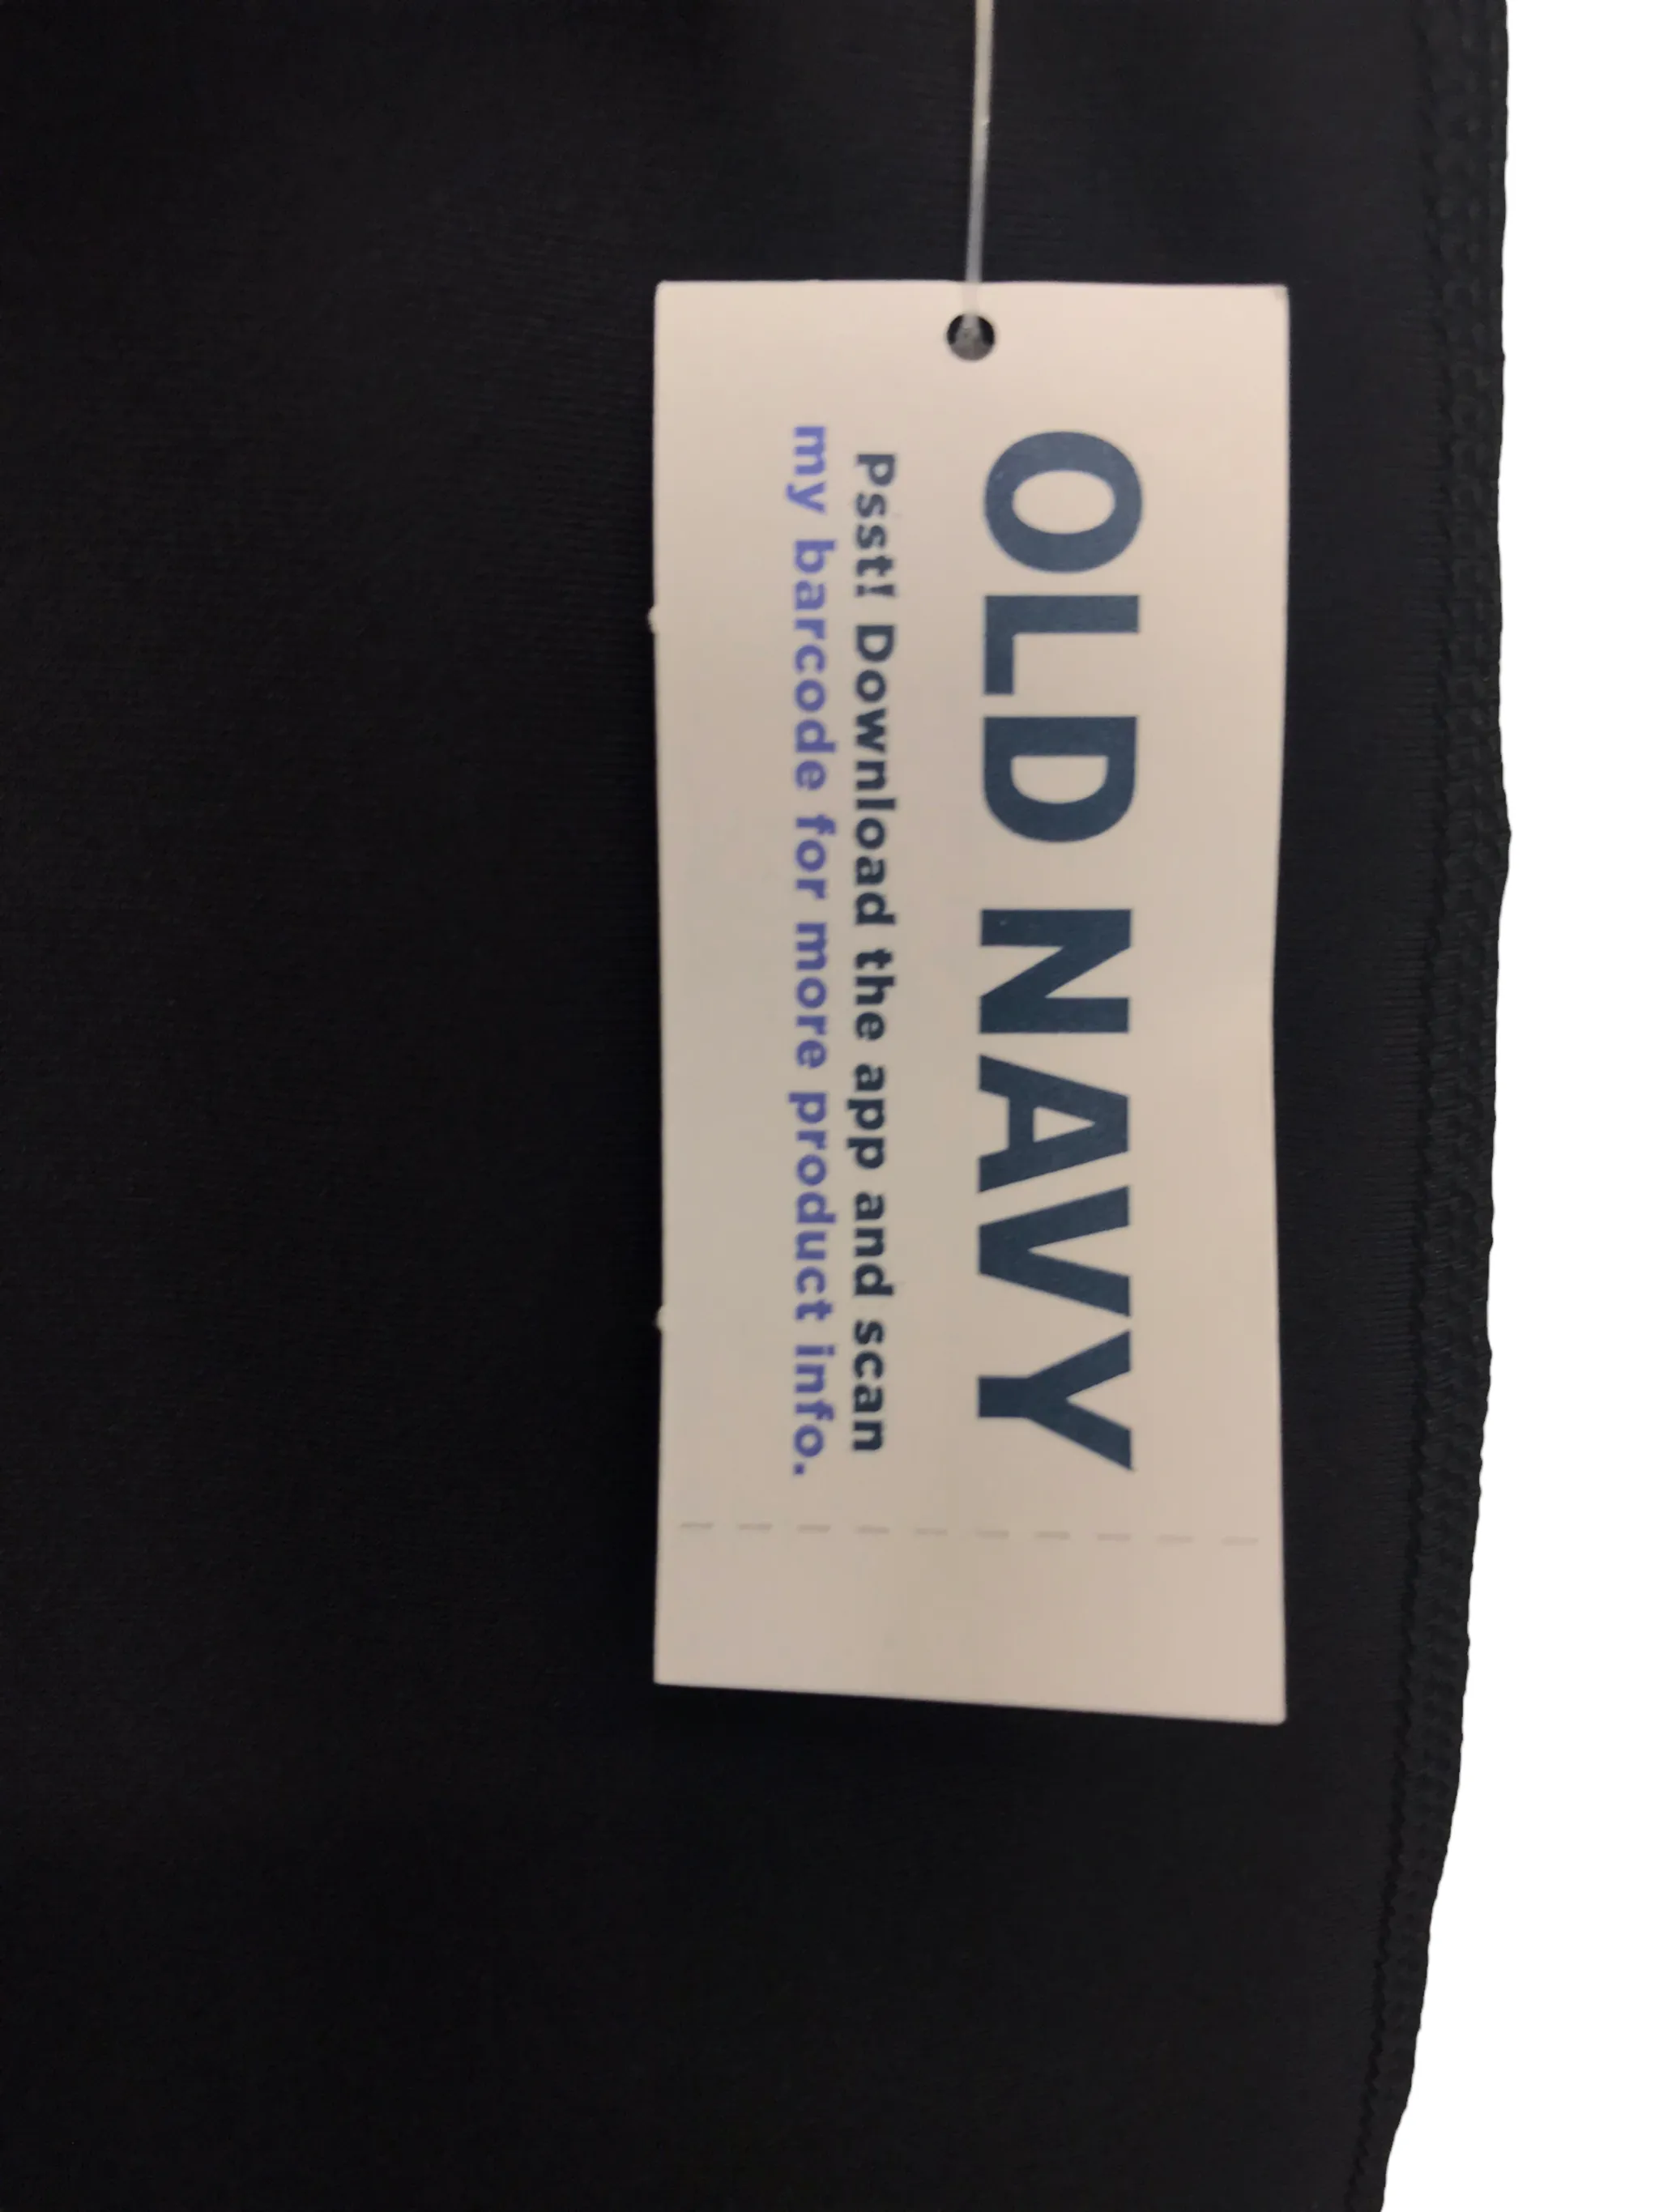 OLD NAVY
Psst! Download the app and scan
my barcode for more product info.